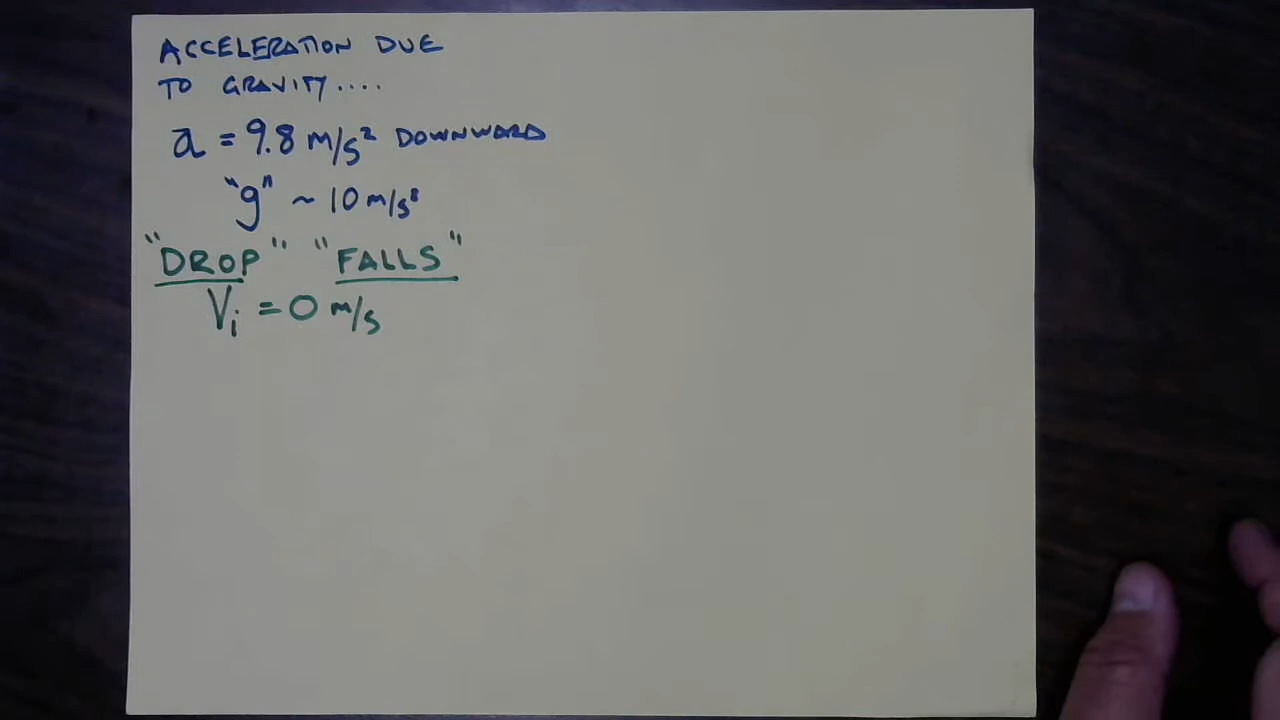 ACCELERATION DUE
TO GRAVITY....
a = 9.8 m/s² DOWNWARD
"g" ~ 10 m/s²
"DROP" "FALLS"
Vi = 0 m/s